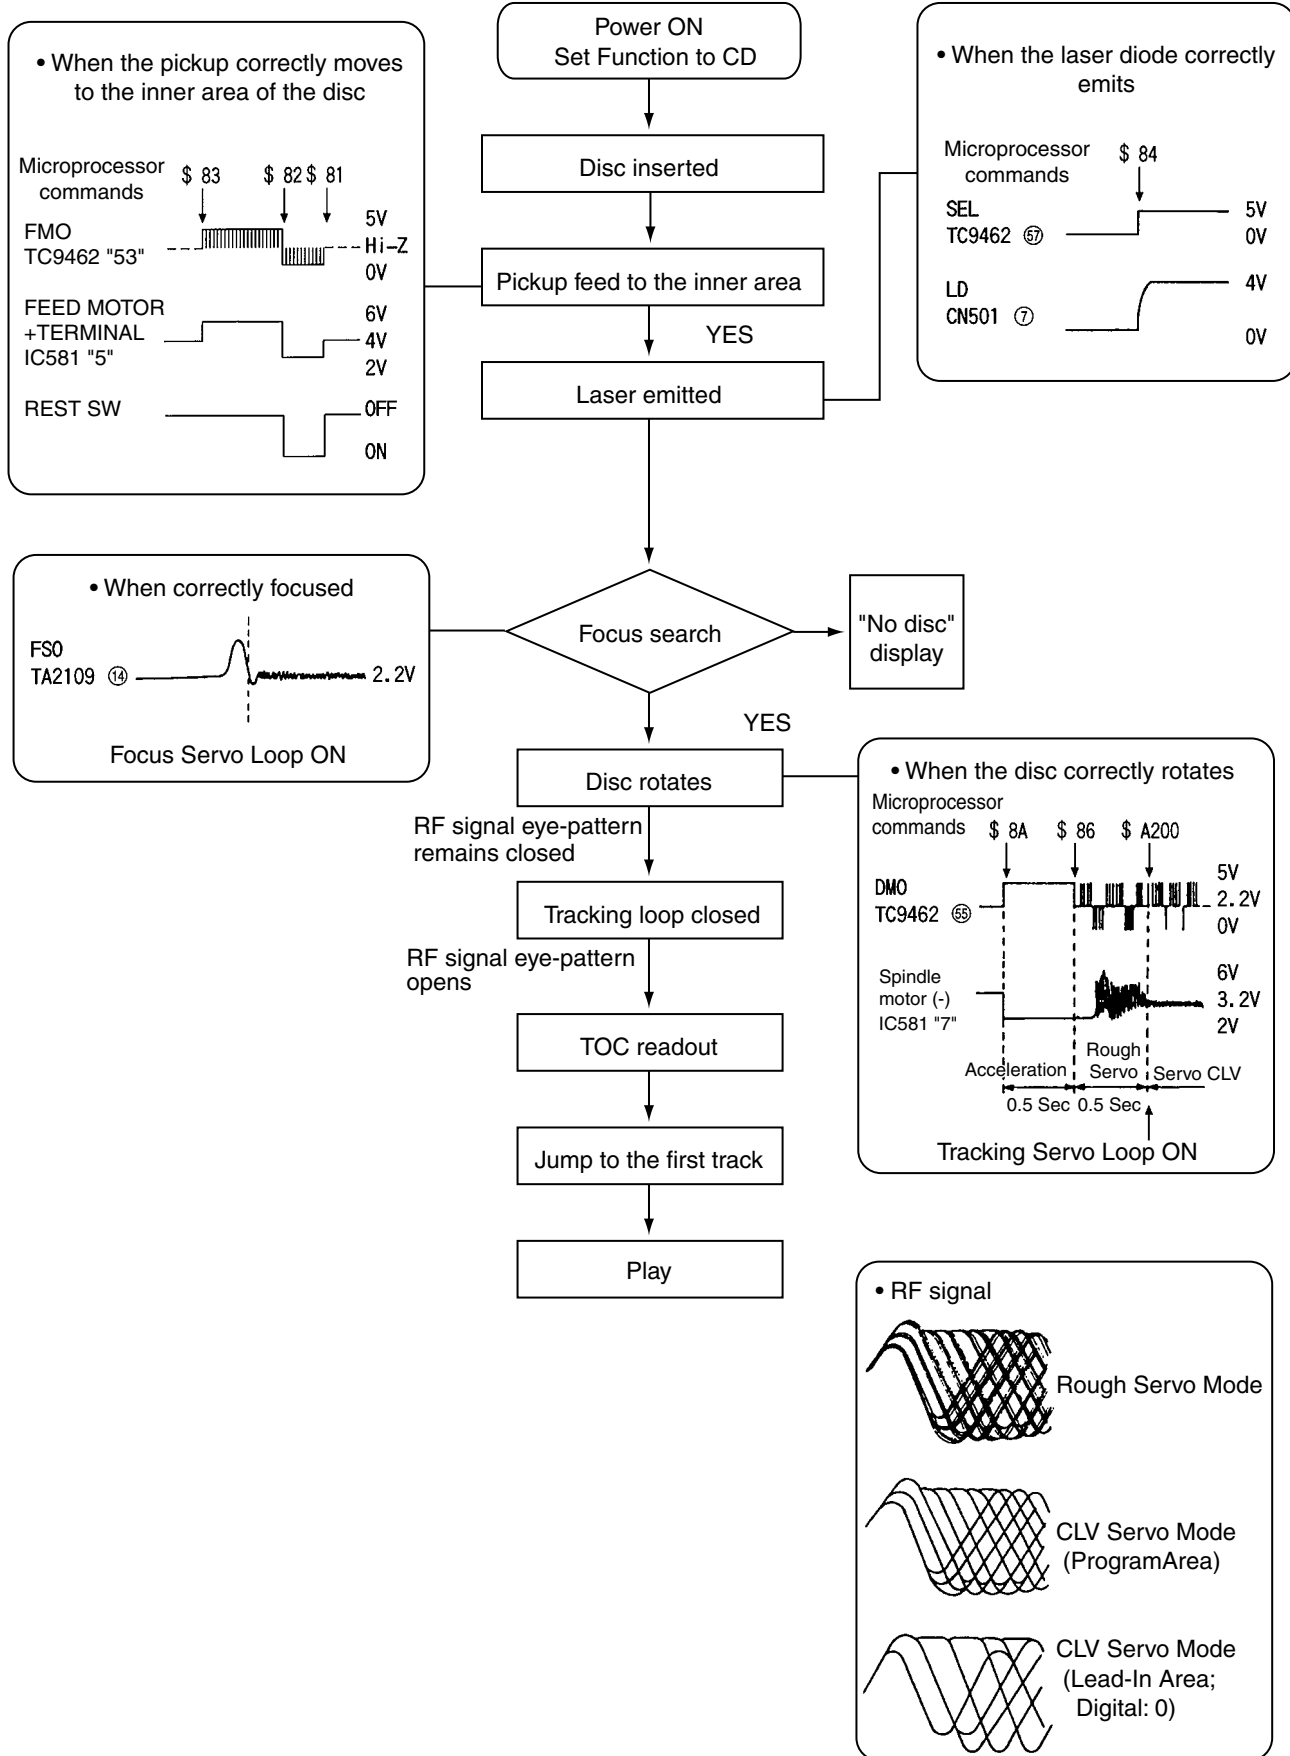 Power ON
Set Function to CD
• When the pickup correctly moves
to the inner area of the disc
Microprocessor
commands
$ 83
$ 82
$ 81
FMO
TC9462 "53"
5V
Hi-Z
0V
FEED MOTOR
+TERMINAL
IC581 "5"
6V
4V
2V
REST SW
OFF
ON
• When the laser diode correctly
emits
Microprocessor
commands
$ 84
SEL
TC9462 57
5V
0V
LD
CN501 7
4V
0V
Disc inserted
Pickup feed to the inner area
YES
Laser emitted
• When correctly focused
FSO
TA2109 14
2.2V
Focus Servo Loop ON
Focus search
"No disc"
display
YES
Disc rotates
RF signal eye-pattern
remains closed
Tracking loop closed
RF signal eye-pattern
opens
TOC readout
Jump to the first track
Play
• When the disc correctly rotates
Microprocessor
commands
$ 8A
$ 86
$ A200
DMO
TC9462 55
5V
2.2V
0V
Spindle
motor (-)
IC581 "7"
6V
3.2V
2V
Acceleration
Rough
Servo
Servo CLV
0.5 Sec
0.5 Sec
Tracking Servo Loop ON
• RF signal
Rough Servo Mode
CLV Servo Mode
(ProgramArea)
CLV Servo Mode
(Lead-In Area;
Digital: 0)